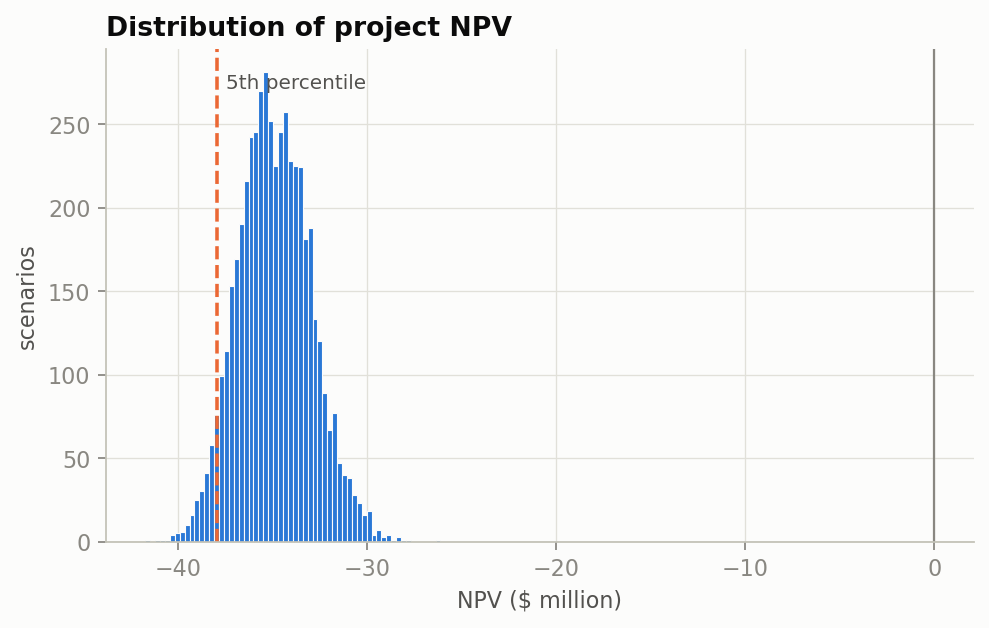 Distribution of project NPV
5th percentile
scenarios
250
200
150
100
50
0
−40 −30 −20 −10 0
NPV ($ million)